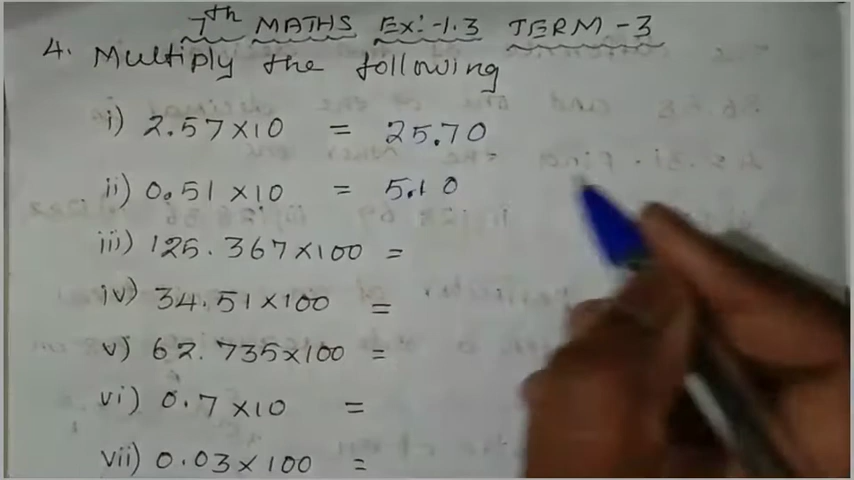 7th MATHS Ex:-1.3 TERM-3
4. Multiply the following
i) 2.57×10 = 25.70
ii) 0.51×10 = 5.10
iii) 125.367×100 =
iv) 34.51×100 =
v) 62.735×100 =
vi) 0.7×10 =
vii) 0.03×100 =